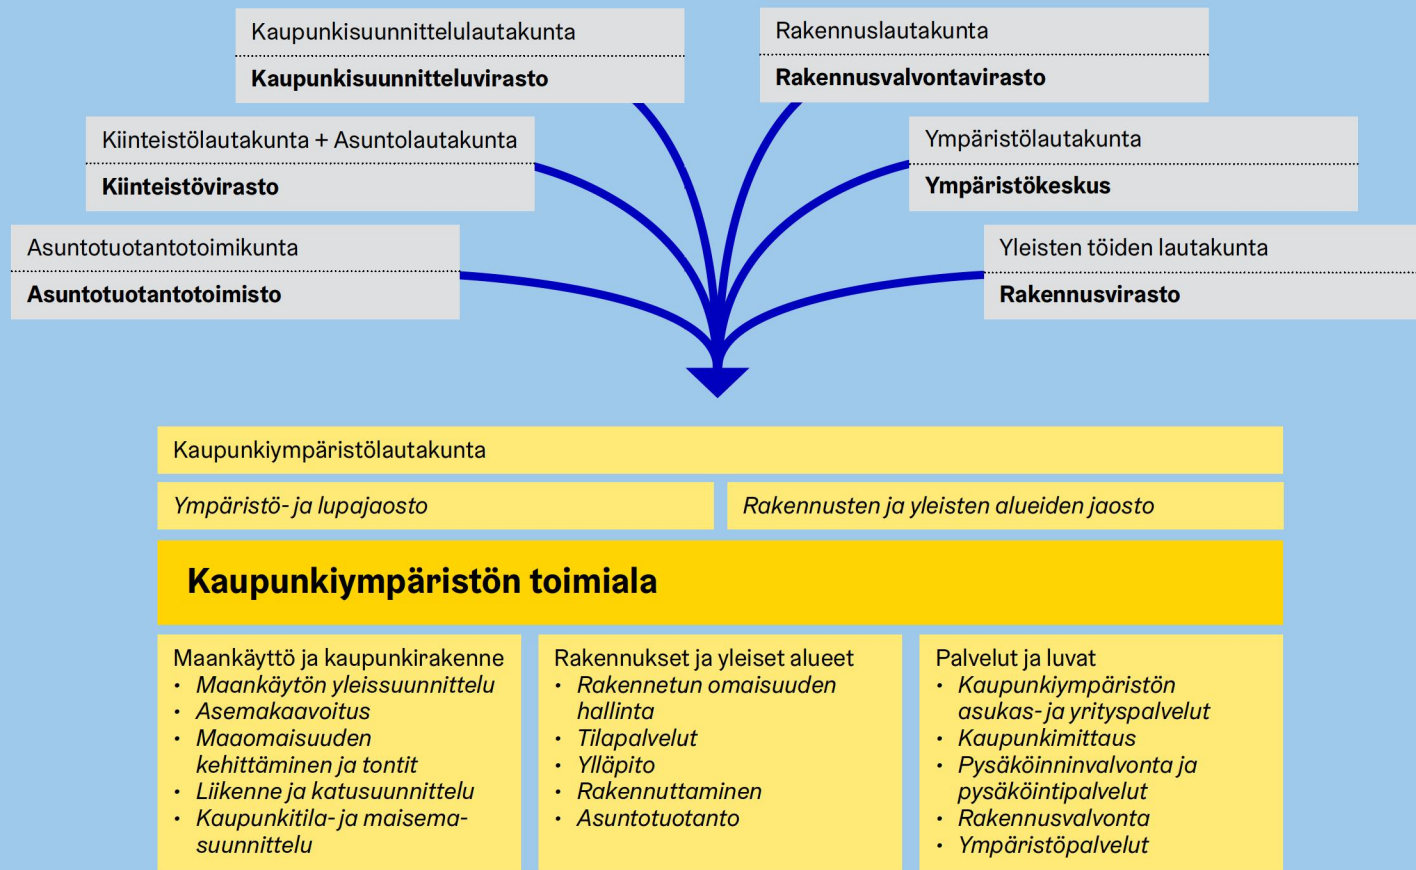 Kaupunkisuunnittelulautakunta
Kaupunkisuunnitteluvirasto
Rakennuslautakunta
Rakennusvalvontavirasto
Kiinteistölautakunta + Asuntolautakunta
Kiinteistövirasto
Ympäristölautakunta
Ympäristökeskus
Asuntotuotantotoimikunta
Asuntotuotantotoimisto
Yleisten töiden lautakunta
Rakennusvirasto
Kaupunkiympäristölautakunta
Ympäristö- ja lupajaosto
Rakennusten ja yleisten alueiden jaosto
Kaupunkiympäristön toimiala
Maankäyttö ja kaupunkirakenne
• Maankäytön yleissuunnittelu
• Asemakaavoitus
• Maaomaisuuden
kehittäminen ja tontit
• Liikenne ja katusuunnittelu
• Kaupunkitila- ja maisema-
suunnittelu
Rakennukset ja yleiset alueet
• Rakennetun omaisuuden
hallinta
• Tilapalvelut
• Ylläpito
• Rakennuttaminen
• Asuntotuotanto
Palvelut ja luvat
• Kaupunkiympäristön
asukas- ja yrityspalvelut
• Kaupunkimittaus
• Pysäköinninvalvonta ja
pysäköintipalvelut
• Rakennusvalvonta
• Ympäristöpalvelut